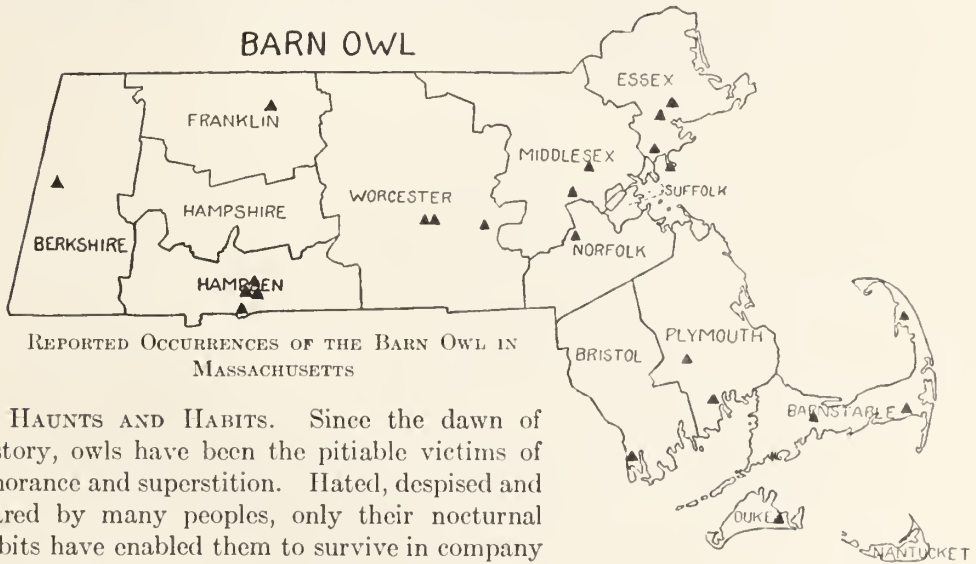 BARN OWL
ESSEX
FRANKLIN
MIDDLESEX
WORCESTER
SUFFOLK
HAMPSHIRE
BERKSHIRE
NORFOLK
HAMPDEN
PLYMOUTH
BRISTOL
BARNSTABLE
DUKES
NANTUCKET
REPORTED OCCURRENCES OF THE BARN OWL IN
MASSACHUSETTS
HAUNTS AND HABITS. Since the dawn of
story, owls have been the pitiable victims of
norance and superstition. Hated, despised and
ared by many peoples, only their nocturnal
bits have enabled them to survive in company